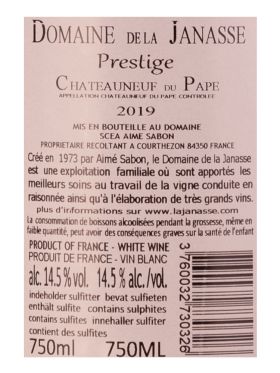 DOMAINE DE LA JANASSE
Prestige
CHATEAUNEUF DU PAPE
APPELLATION CHATEAUNEUF DU PAPE CONTRÔLÉE
2019
MIS EN BOUTEILLE AU DOMAINE
SCEA AIME SABON
PROPRIETAIRE RECOLTANT A COURTHEZON 84350 FRANCE
Créé en 1973 par Aimé Sabon, le Domaine de la Janasse
est une exploitation familiale où sont apportés les
meilleurs soins au travail de la vigne conduite en
raisonnée ainsi qu'à l'élaboration de très grands vins.
plus d'informations sur www.lajanasse.com
La consommation de boissons alcoolisées pendant la grossesse, même en
faible quantité, peut avoir des conséquences graves sur la santé de l'enfant
PRODUCT OF FRANCE - WHITE WINE
PRODUIT DE FRANCE - VIN BLANC
alc. 14.5 % vol. 14.5 % alc./vol.
indeholder sulfitter bevat sulfieten
enthält sulfite contains sulphites
contains sulfites innehaller sulfiter
contient des sulfites
750ml 750ML
3760032730326